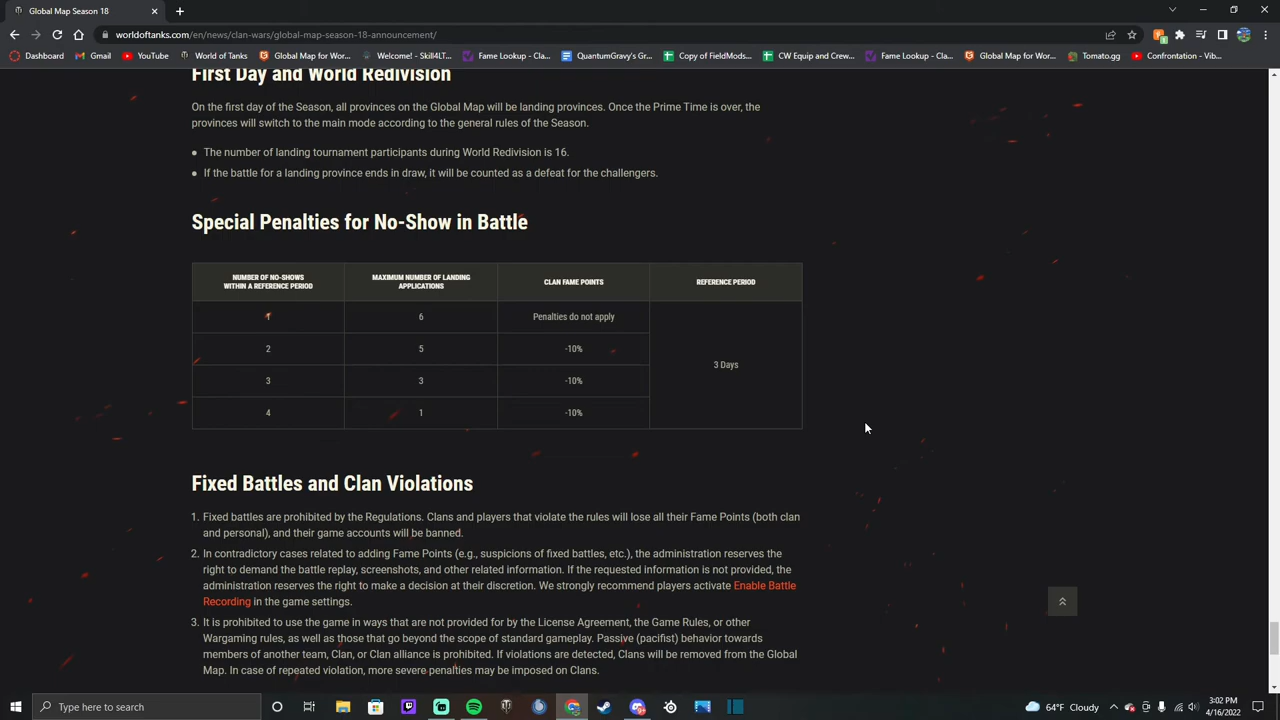 Global Map Season 18
worldoftanks.com/en/news/clan-wars/global-map-season-18-announcement/
Dashboard
Gmail
YouTube
World of Tanks
Global Map for Wor...
Welcome! - Skill4LT...
Fame Lookup - Cla...
QuantumGravy's Gr...
Copy of FieldMods...
CW Equip and Crew...
Fame Lookup - Cla...
Global Map for Wor...
Tomato.gg
Confrontation - Vib...
First Day and World Redivision
On the first day of the Season, all provinces on the Global Map will be landing provinces. Once the Prime Time is over, the
provinces will switch to the main mode according to the general rules of the Season.
The number of landing tournament participants during World Redivision is 16.
If the battle for a landing province ends in draw, it will be counted as a defeat for the challengers.
Special Penalties for No-Show in Battle
NUMBER OF NO-SHOWS
WITHIN A REFERENCE PERIOD
MAXIMUM NUMBER OF LANDING
APPLICATIONS
CLAN FAME POINTS
REFERENCE PERIOD
1 6 Penalties do not apply
2 5 -10%
3 Days
3 3 -10%
4 1 -10%
Fixed Battles and Clan Violations
1. Fixed battles are prohibited by the Regulations. Clans and players that violate the rules will lose all their Fame Points (both clan
and personal), and their game accounts will be banned.
2. In contradictory cases related to adding Fame Points (e.g., suspicions of fixed battles, etc.), the administration reserves the
right to demand the battle replay, screenshots, and other related information. If the requested information is not provided, the
administration reserves the right to make a decision at their discretion. We strongly recommend players activate Enable Battle
Recording in the game settings.
3. It is prohibited to use the game in ways that are not provided for by the License Agreement, the Game Rules, or other
Wargaming rules, as well as those that go beyond the scope of standard gameplay. Passive (pacifist) behavior towards
members of another team, Clan, or Clan alliance is prohibited. If violations are detected, Clans will be removed from the Global
Map. In case of repeated violation, more severe penalties may be imposed on Clans.
Type here to search
64°F Cloudy
3:02 PM
4/16/2022